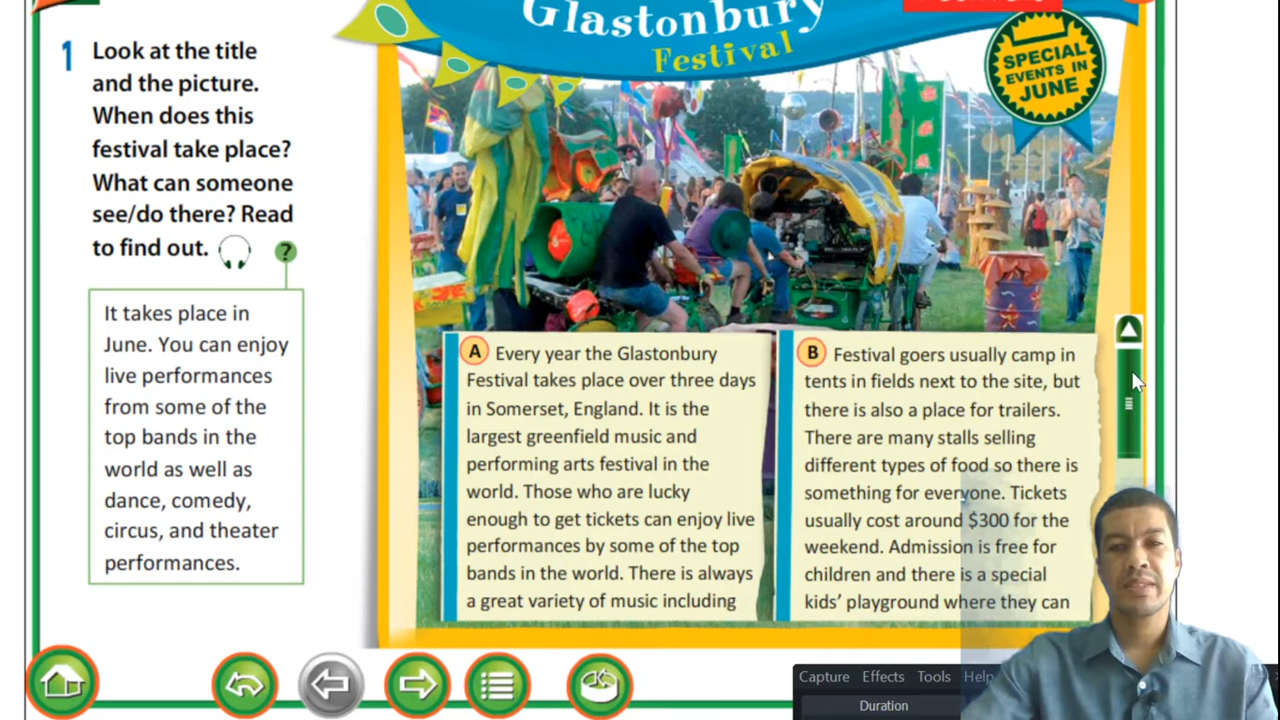 Glastonbury
Festival
SPECIAL
EVENTS IN
JUNE
1 Look at the title
and the picture.
When does this
festival take place?
What can someone
see/do there? Read
to find out.
?
It takes place in
June. You can enjoy
live performances
from some of the
top bands in the
world as well as
dance, comedy,
circus, and theater
performances.
A Every year the Glastonbury
Festival takes place over three days
in Somerset, England. It is the
largest greenfield music and
performing arts festival in the
world. Those who are lucky
enough to get tickets can enjoy live
performances by some of the top
bands in the world. There is always
a great variety of music including
B Festival goers usually camp in
tents in fields next to the site, but
there is also a place for trailers.
There are many stalls selling
different types of food so there is
something for everyone. Tickets
usually cost around $300 for the
weekend. Admission is free for
children and there is a special
kids' playground where they can
Capture Effects Tools Help
Duration